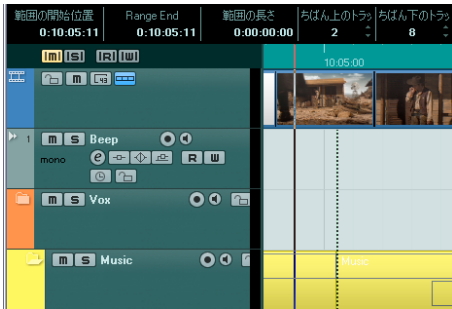 範囲の開始位置 Range End 範囲の長さ ちばん上のトラッ ちばん下のトラッ
0:10:05:11 0:10:05:11 0:00:00:00 2 8
m S R W
10:05:00
m
1 m S Beep
mono e R W
m S Vox
m S Music
Music